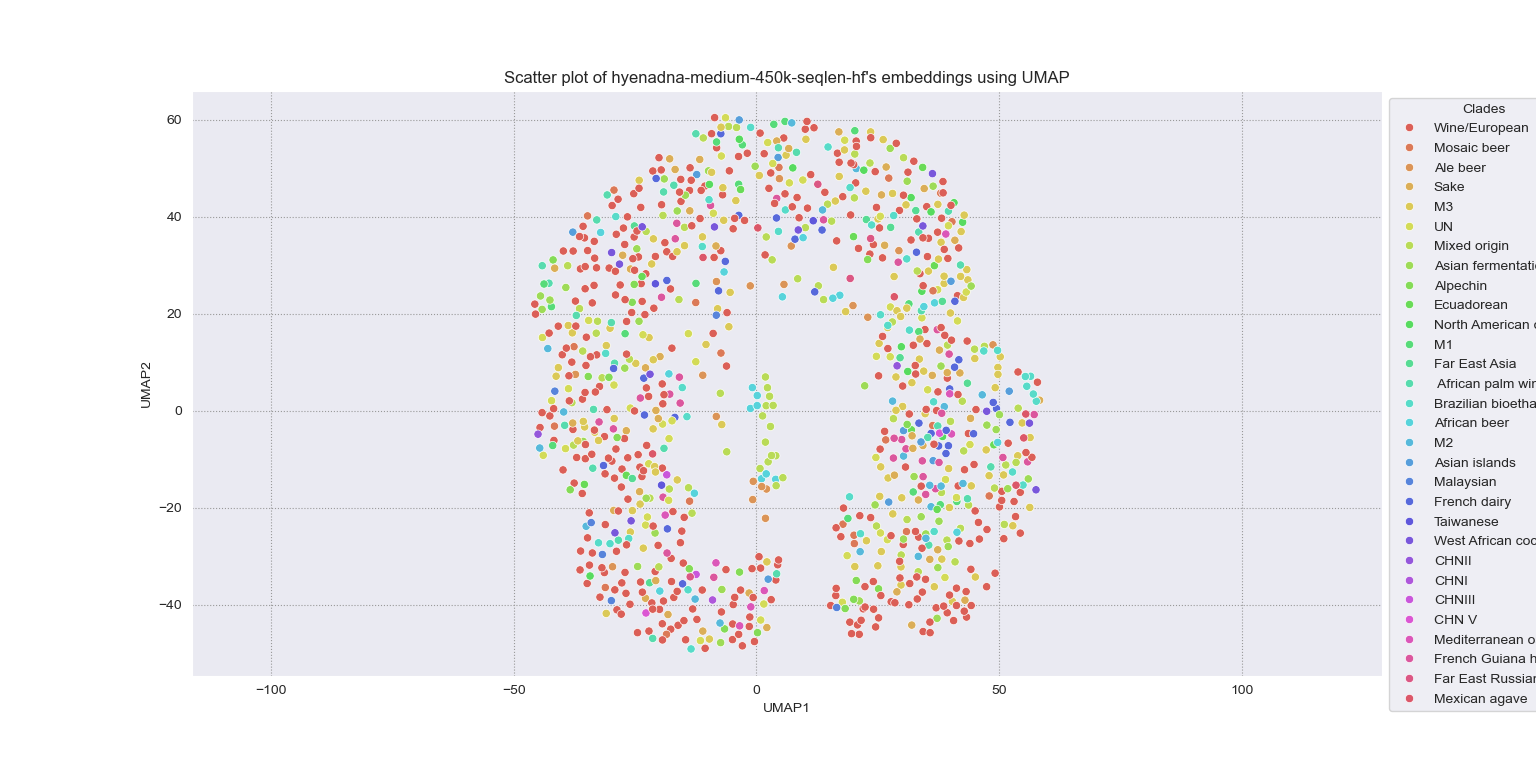 Scatter plot of hyenadna-medium-450k-seqlen-hf's embeddings using UMAP
UMAP2
60
40
20
0
−20
−40
−100
−50
0
50
100
UMAP1
Clades
Wine/European
Mosaic beer
Ale beer
Sake
M3
UN
Mixed origin
Asian fermentati
Alpechin
Ecuadorean
North American
M1
Far East Asia
African palm wi
Brazilian bioetha
African beer
M2
Asian islands
Malaysian
French dairy
Taiwanese
West African coc
CHNII
CHNI
CHNIII
CHN V
Mediterranean o
French Guiana h
Far East Russian
Mexican agave